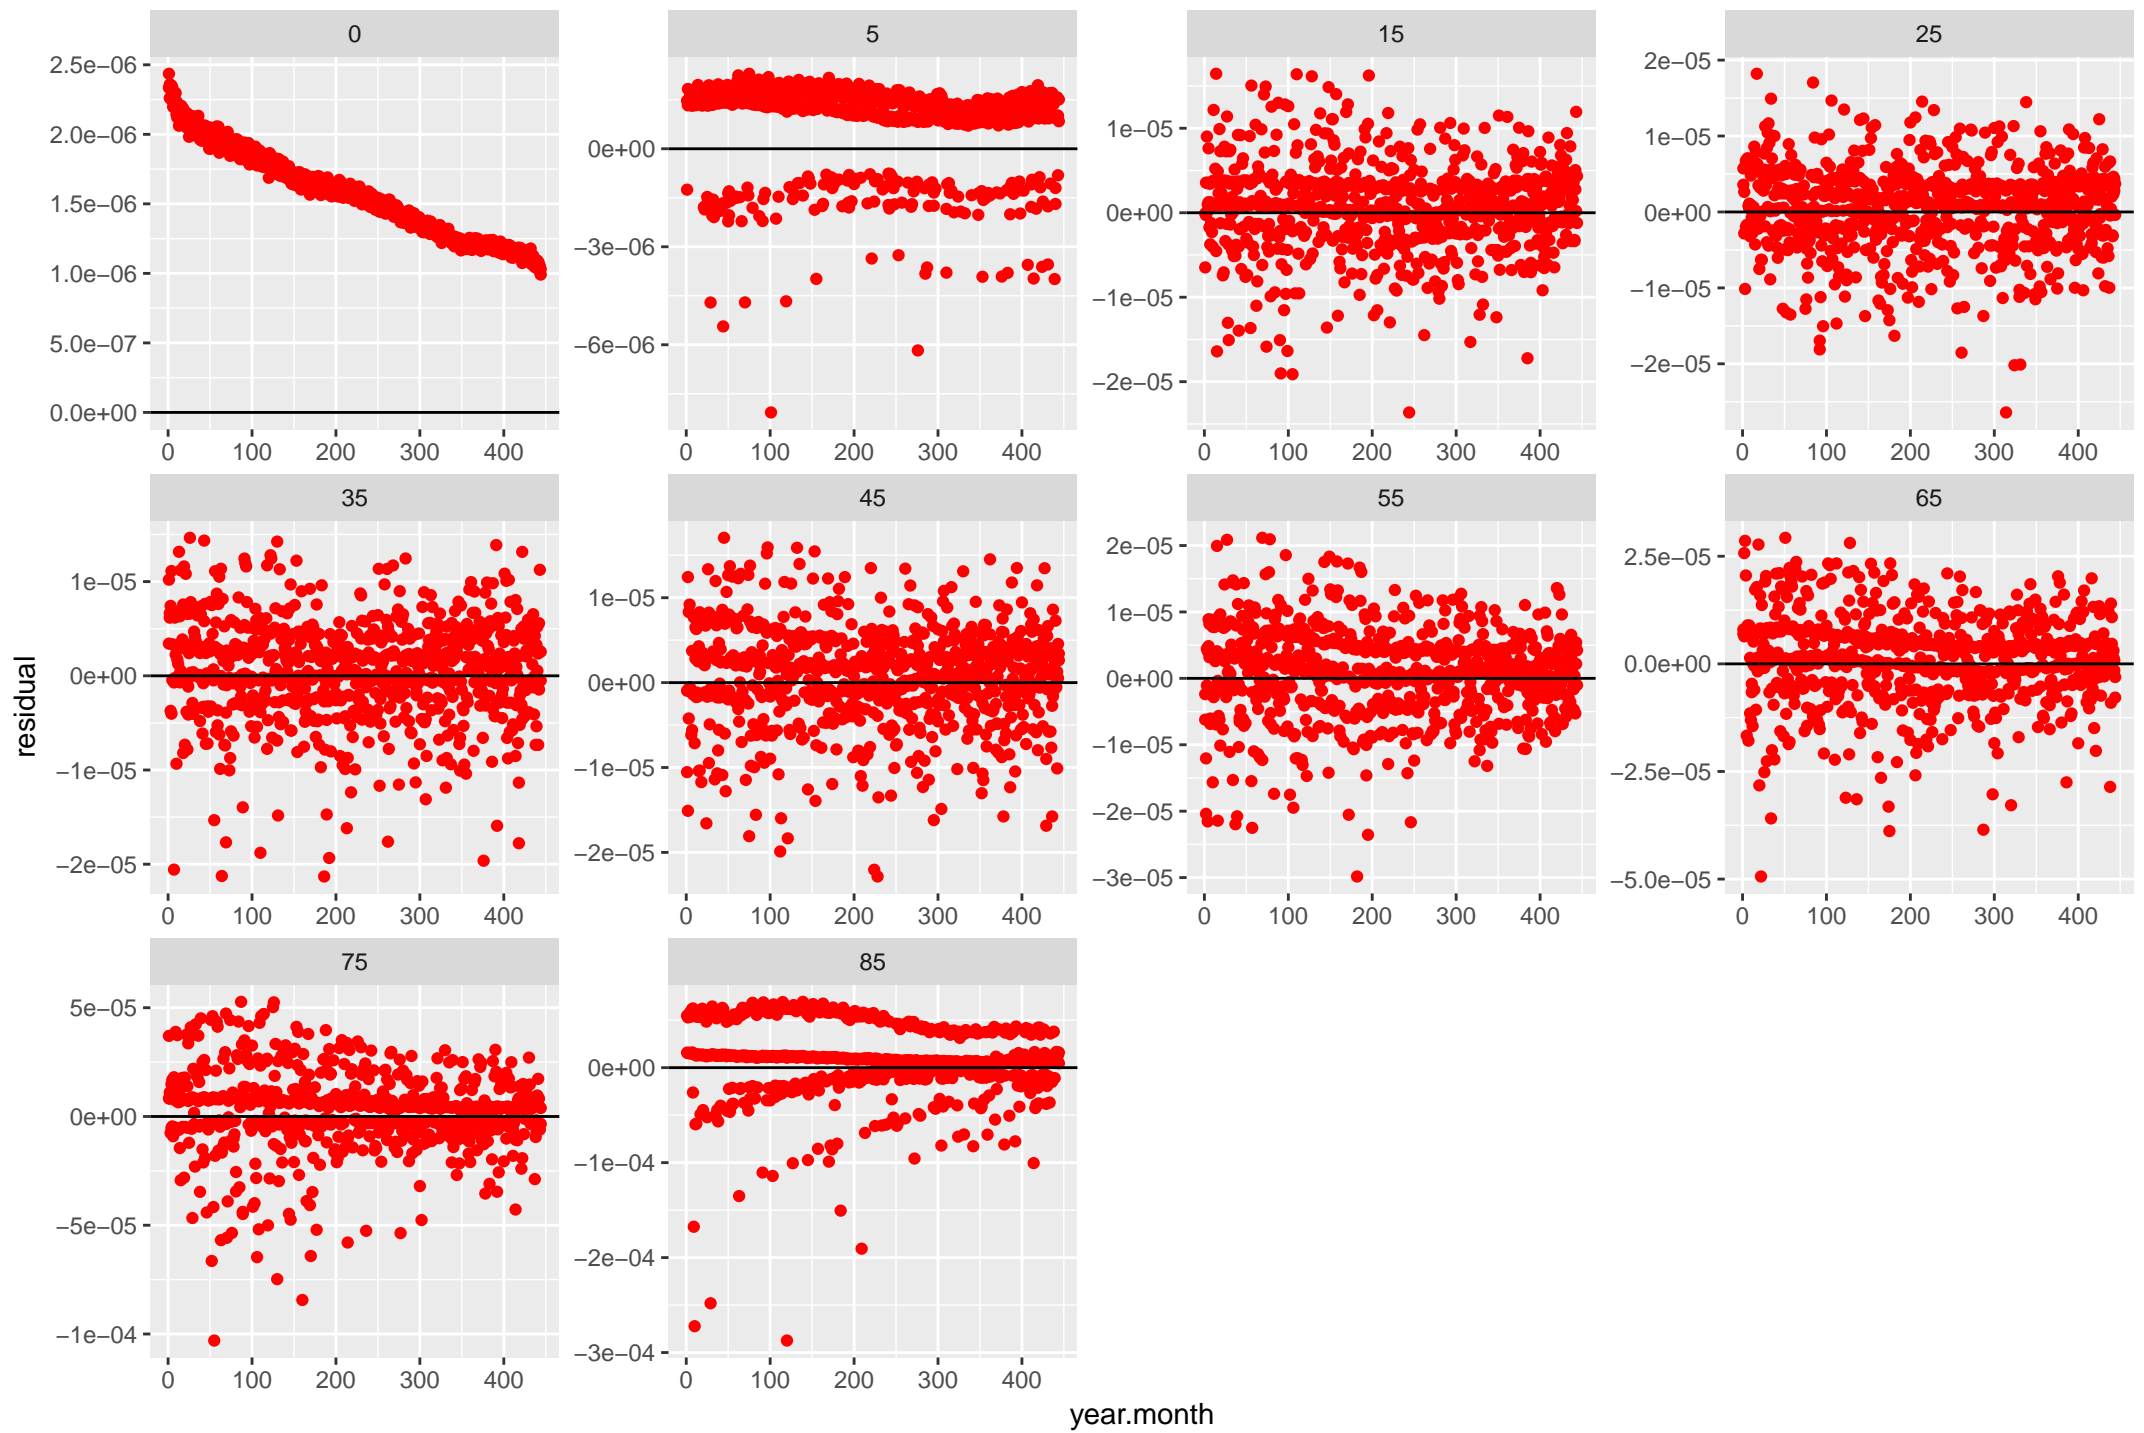 0 5 15 25
2.5e−06
2.0e−06
1.5e−06
1.0e−06
5.0e−07
0.0e+00
0e+00
−3e−06
−6e−06
1e−05
0e+00
−1e−05
−2e−05
2e−05
1e−05
0e+00
−1e−05
−2e−05
0 100 200 300 400 0 100 200 300 400 0 100 200 300 400 0 100 200 300 400
35 45 55 65
1e−05
0e+00
−1e−05
−2e−05
1e−05
0e+00
−1e−05
−2e−05
2e−05
1e−05
0e+00
−1e−05
−2e−05
−3e−05
2.5e−05
0.0e+00
−2.5e−05
−5.0e−05
0 100 200 300 400 0 100 200 300 400 0 100 200 300 400 0 100 200 300 400
residual
75 85
5e−05
0e+00
−5e−05
−1e−04
0e+00
−1e−04
−2e−04
−3e−04
0 100 200 300 400 0 100 200 300 400
year.month